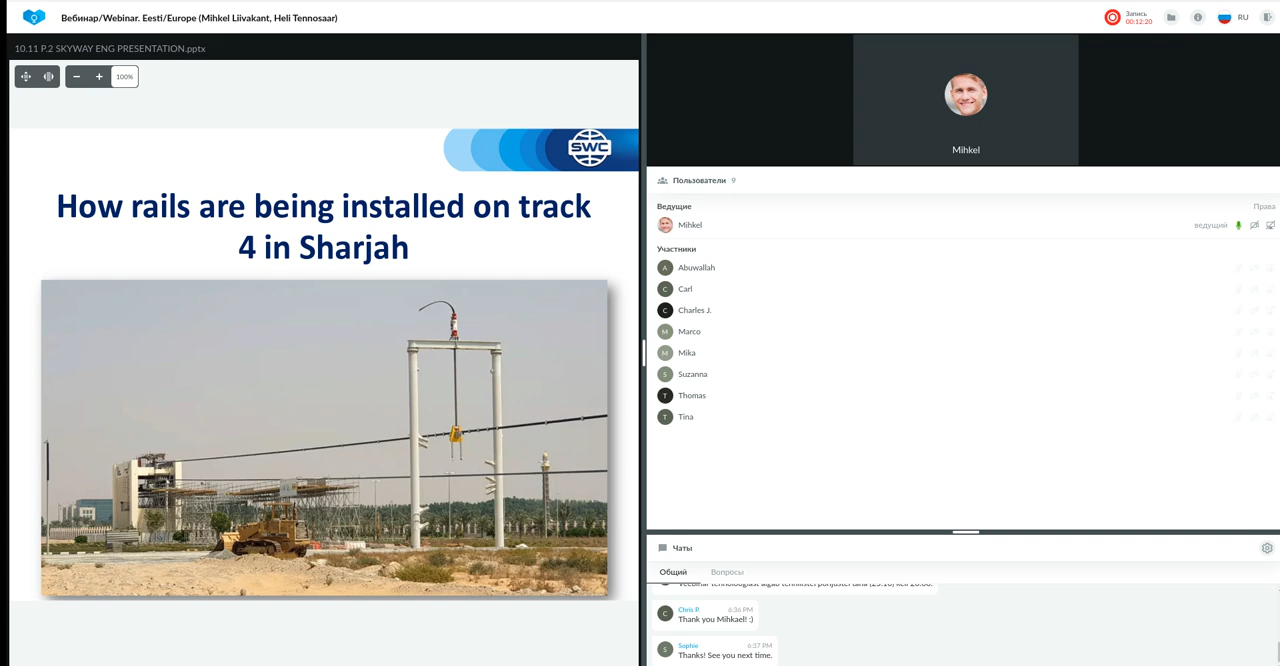 Вебинар/Webinar. Eesti/Europe (Mihkel Liivakant, Heli Tennosaar)
Запись
00:12:20
RU
10.11 P.2 SKYWAY ENG PRESENTATION.pptx
100%
SWC
How rails are being installed on track
4 in Sharjah
Mihkel
Пользователи 9
Ведущие Права
Mihkel ведущий
Участники
A Abuwallah
C Carl
C Charles J.
M Marco
M Mika
S Suzanna
T Thomas
T Tina
Чаты
Общий Вопросы
C Chris P. 6:36 PM
Thank you Mihkael! :)
S Sophie 6:37 PM
Thanks! See you next time.